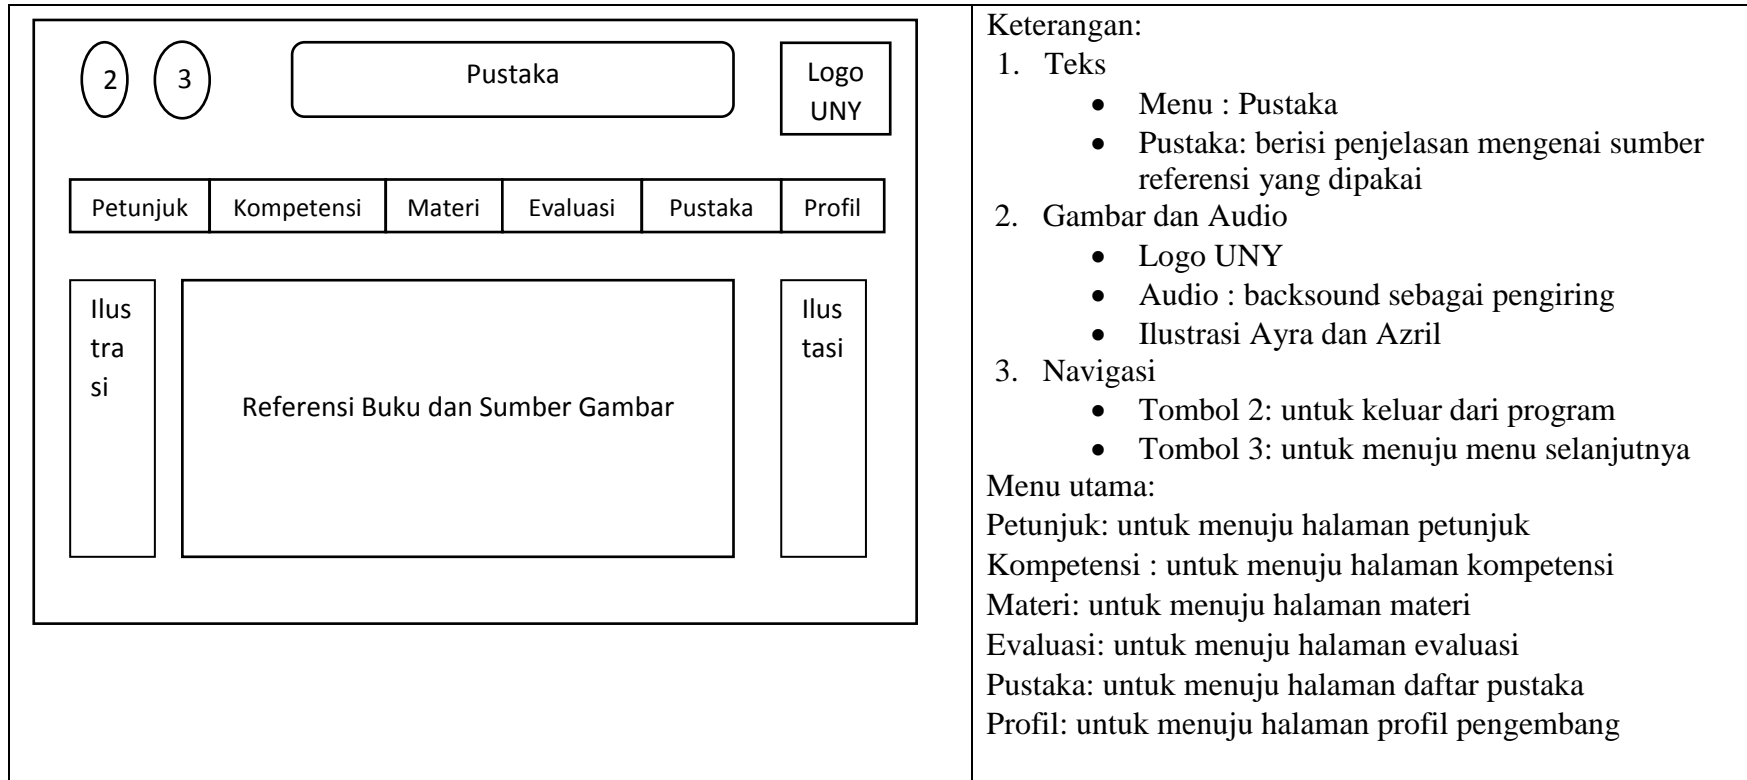 2
3
Pustaka
Logo
UNY
Petunjuk
Kompetensi
Materi
Evaluasi
Pustaka
Profil
Ilus
tra
si
Referensi Buku dan Sumber Gambar
Ilus
tasi
Keterangan:
1. Teks
• Menu : Pustaka
• Pustaka: berisi penjelasan mengenai sumber
referensi yang dipakai
2. Gambar dan Audio
• Logo UNY
• Audio : backsound sebagai pengiring
• Ilustrasi Ayra dan Azril
3. Navigasi
• Tombol 2: untuk keluar dari program
• Tombol 3: untuk menuju menu selanjutnya
Menu utama:
Petunjuk: untuk menuju halaman petunjuk
Kompetensi : untuk menuju halaman kompetensi
Materi: untuk menuju halaman materi
Evaluasi: untuk menuju halaman evaluasi
Pustaka: untuk menuju halaman daftar pustaka
Profil: untuk menuju halaman profil pengembang